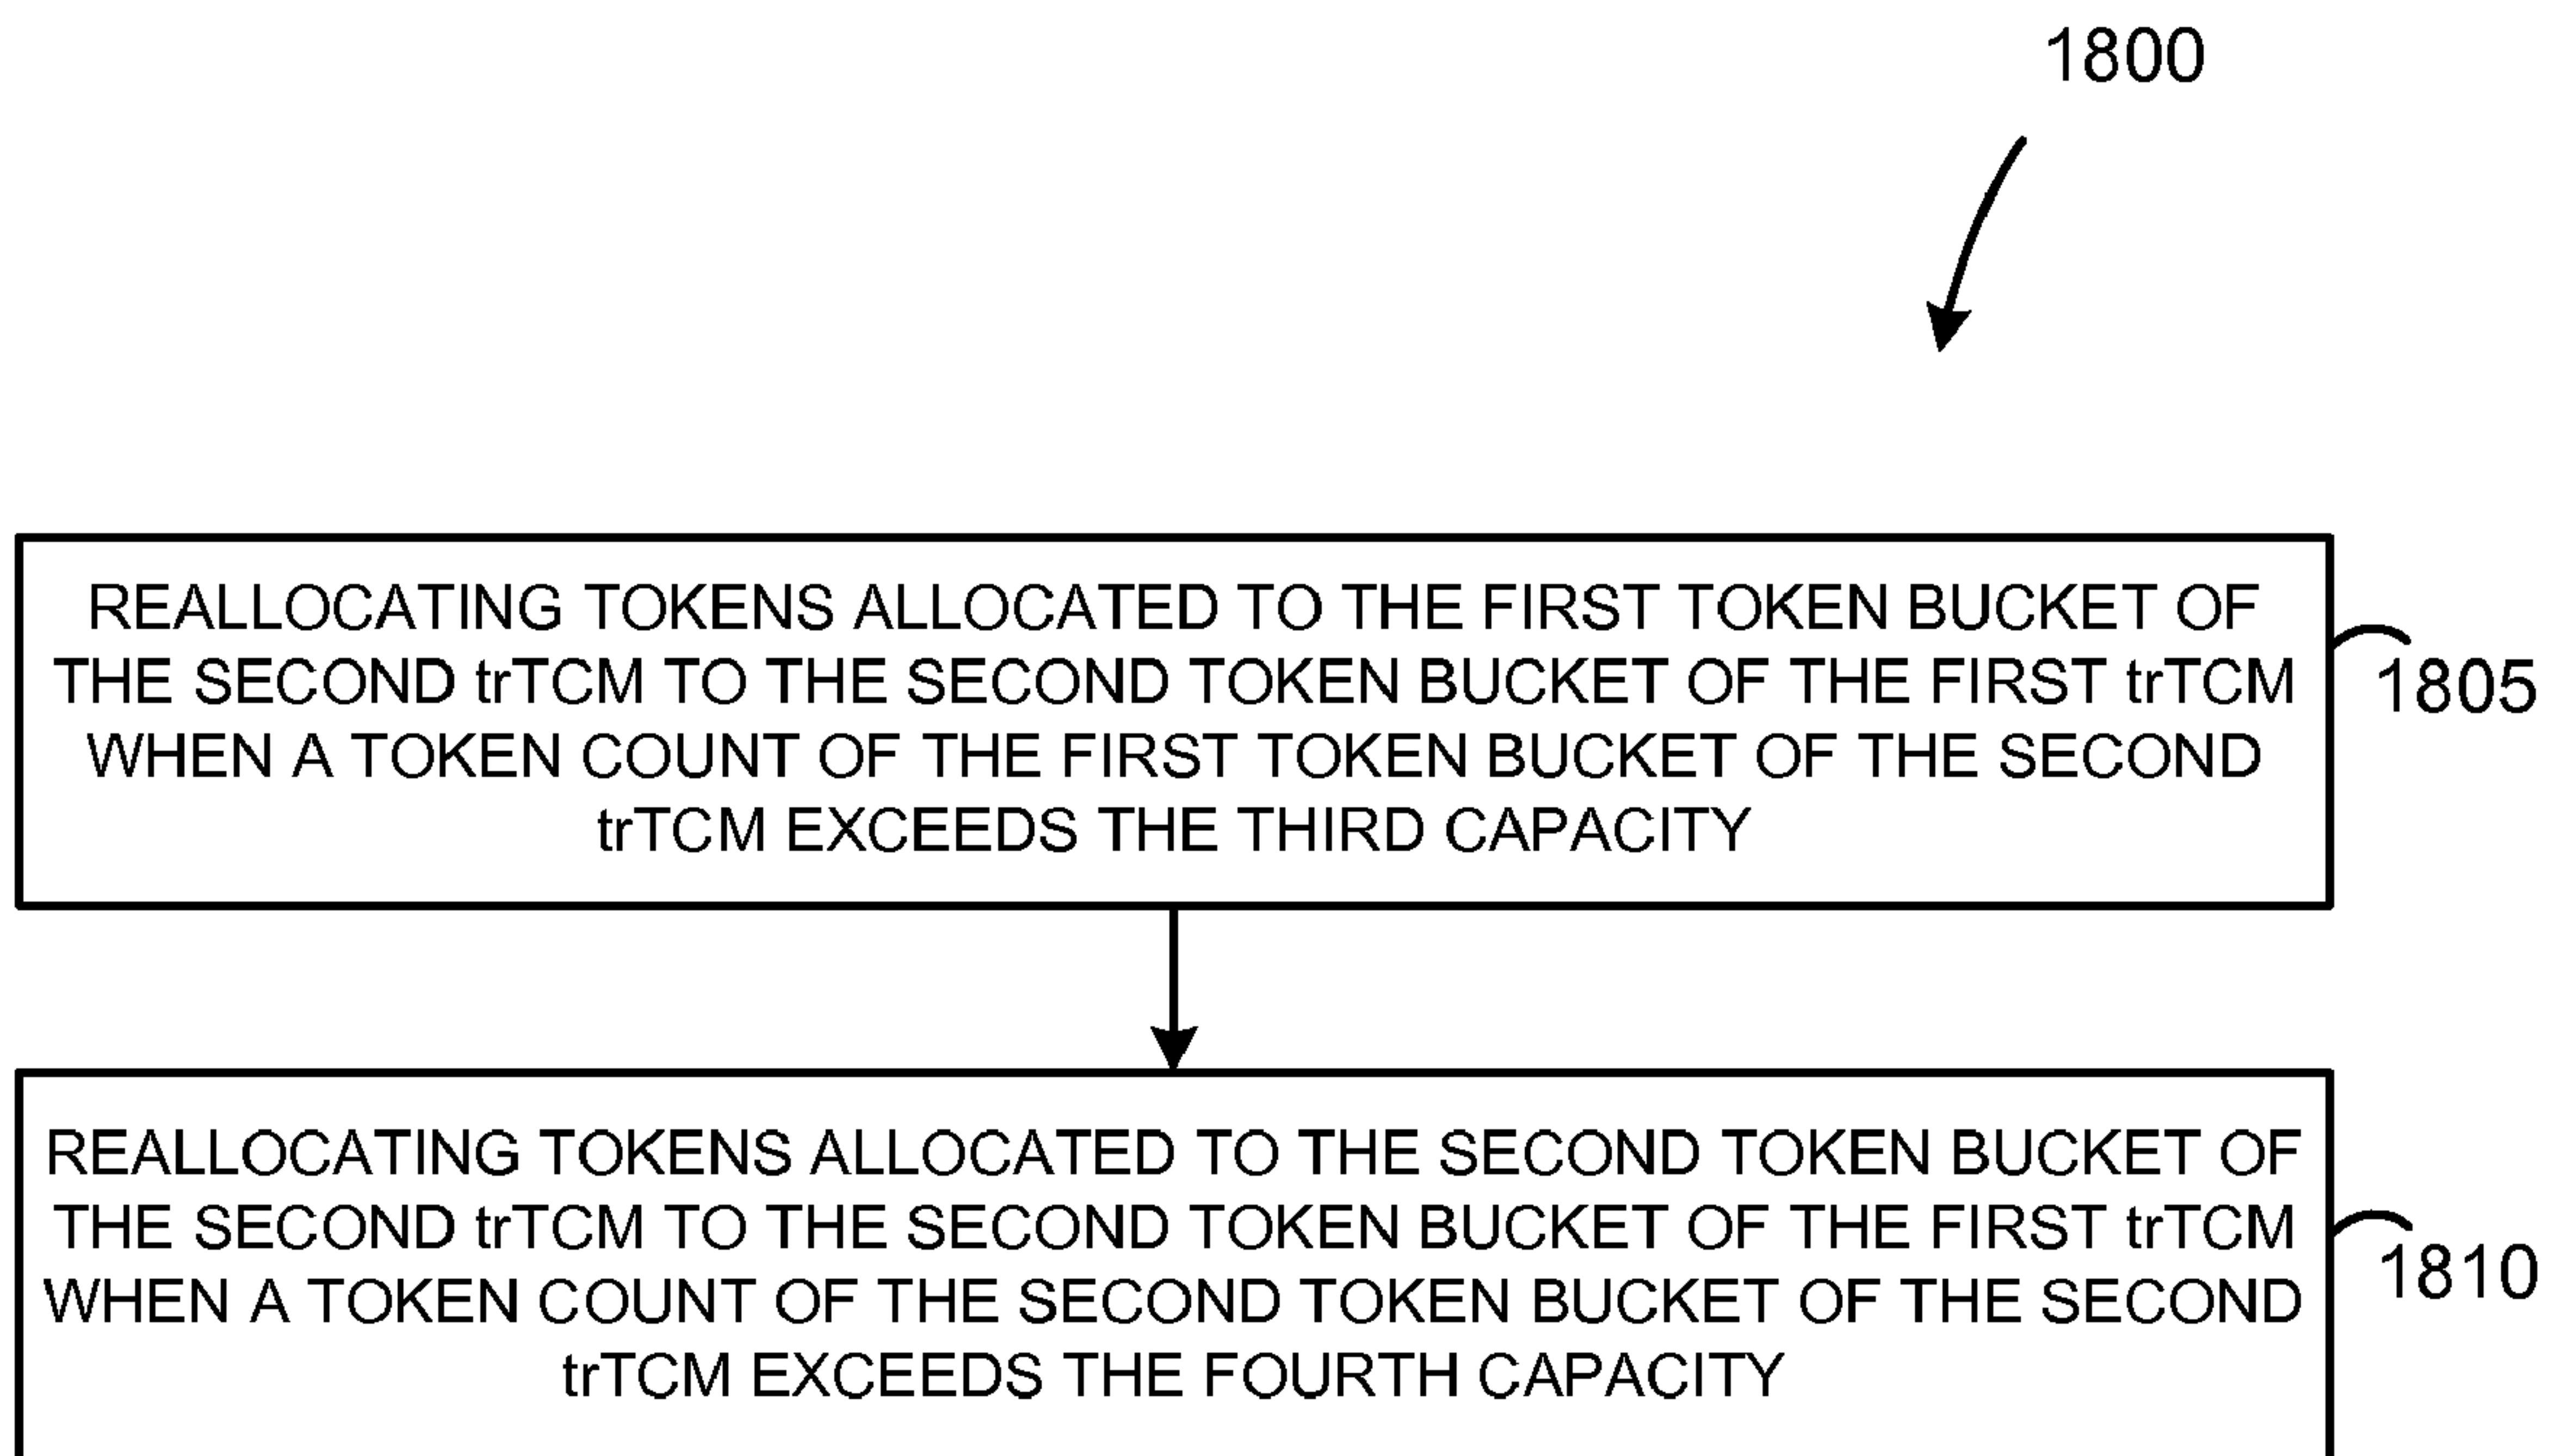 1800
REALLOCATING TOKENS ALLOCATED TO THE FIRST TOKEN BUCKET OF
THE SECOND trTCM TO THE SECOND TOKEN BUCKET OF THE FIRST trTCM
WHEN A TOKEN COUNT OF THE FIRST TOKEN BUCKET OF THE SECOND
trTCM EXCEEDS THE THIRD CAPACITY
1805
REALLOCATING TOKENS ALLOCATED TO THE SECOND TOKEN BUCKET OF
THE SECOND trTCM TO THE SECOND TOKEN BUCKET OF THE FIRST trTCM
WHEN A TOKEN COUNT OF THE SECOND TOKEN BUCKET OF THE SECOND
trTCM EXCEEDS THE FOURTH CAPACITY
1810